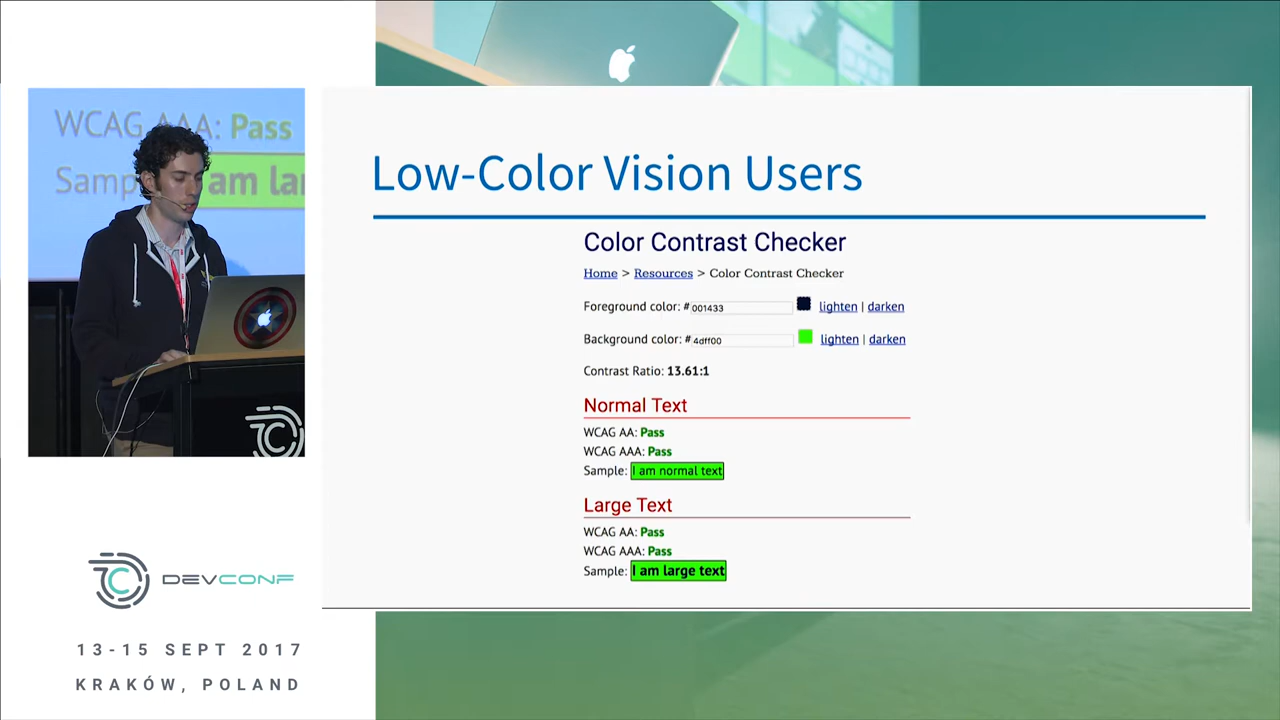 WCAG AAA: Pass
Samp am lar
DEVCONF
13-15 SEPT 2017
KRAKÓW, POLAND
Low-Color Vision Users
Color Contrast Checker
Home > Resources > Color Contrast Checker
Foreground color: # 001433 lighten | darken
Background color: # 4dff00 lighten | darken
Contrast Ratio: 13.61:1
Normal Text
WCAG AA: Pass
WCAG AAA: Pass
Sample: I am normal text
Large Text
WCAG AA: Pass
WCAG AAA: Pass
Sample: I am large text